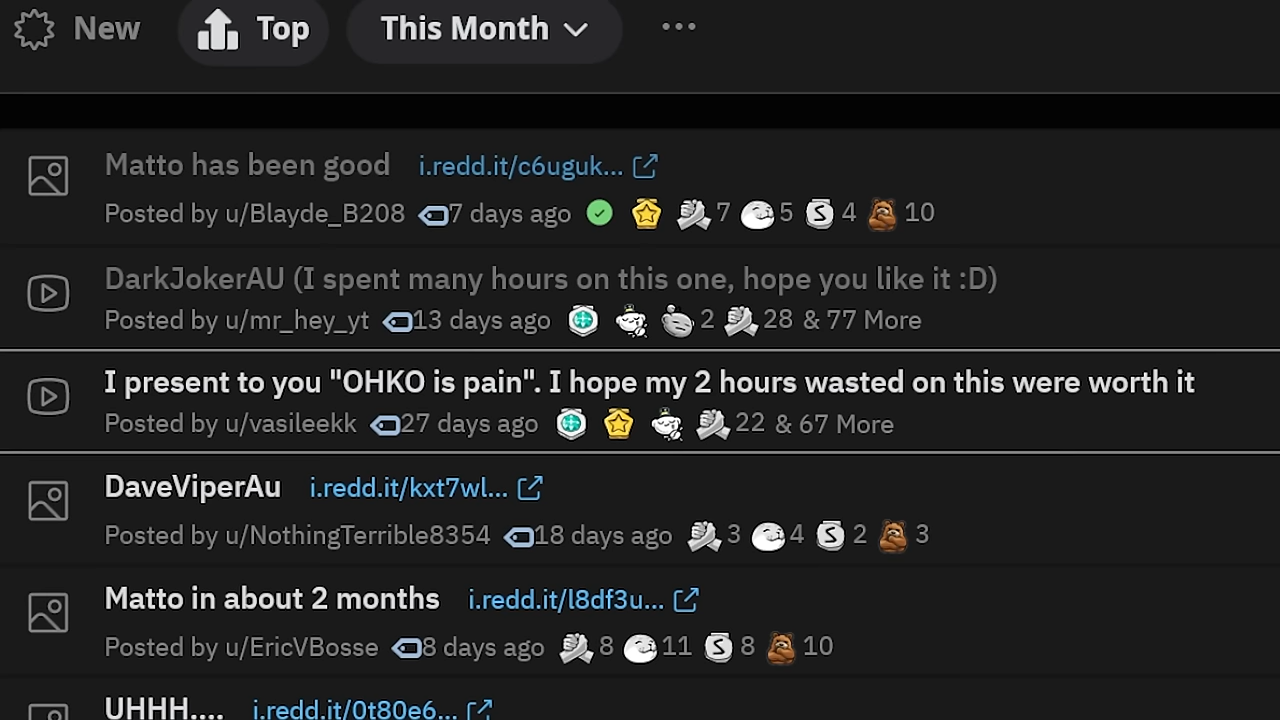 New Top This Month ...
Matto has been good i.redd.it/c6uguk...
Posted by u/Blayde_B208 7 days ago 7 5 S 4 10
DarkJokerAU (I spent many hours on this one, hope you like it :D)
Posted by u/mr_hey_yt 13 days ago 2 28 & 77 More
I present to you "OHKO is pain". I hope my 2 hours wasted on this were worth it
Posted by u/vasileekk 27 days ago 22 & 67 More
DaveViperAu i.redd.it/kxt7wl...
Posted by u/NothingTerrible8354 18 days ago 3 4 S 2 3
Matto in about 2 months i.redd.it/l8df3u...
Posted by u/EricVBosse 8 days ago 8 11 S 8 10
UHHH.... i.redd.it/0t80e6...